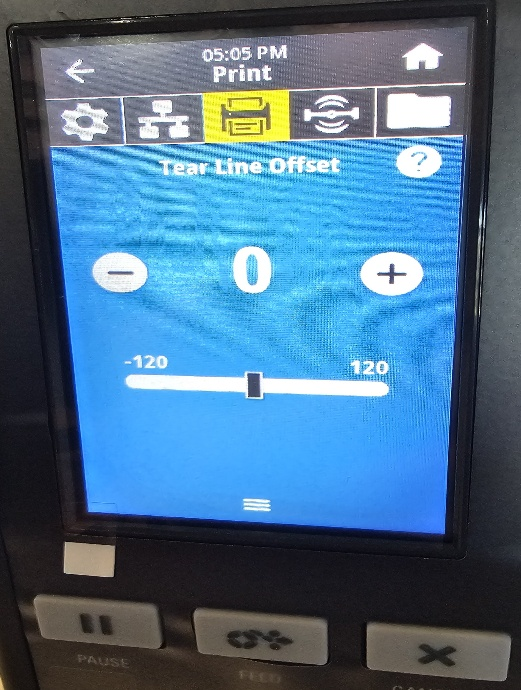 05:05 PM
Print
Tear Line Offset
?
− 0 +
-120 120
PAUSE
FEED